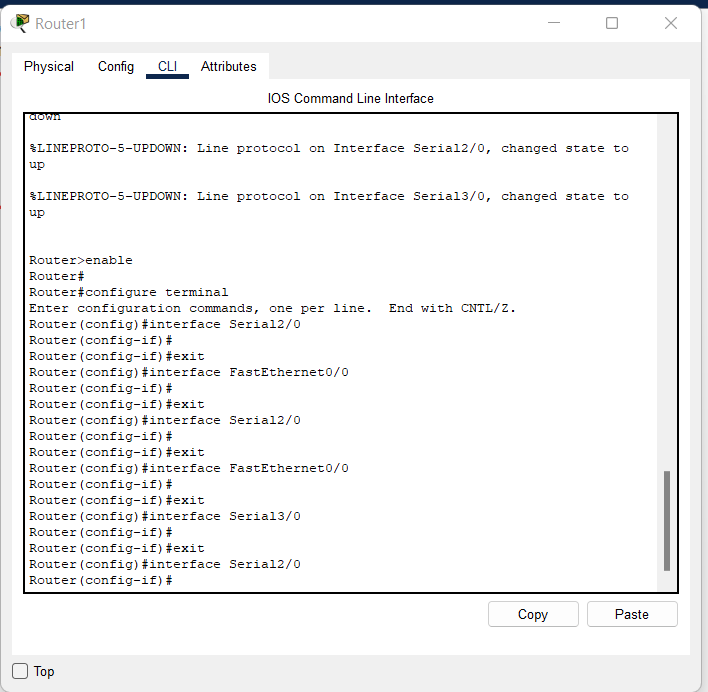 Router1
Physical Config CLI Attributes
IOS Command Line Interface
down
%LINEPROTO-5-UPDOWN: Line protocol on Interface Serial2/0, changed state to
up
%LINEPROTO-5-UPDOWN: Line protocol on Interface Serial3/0, changed state to
up
Router>enable
Router#
Router#configure terminal
Enter configuration commands, one per line.  End with CNTL/Z.
Router(config)#interface Serial2/0
Router(config-if)#
Router(config-if)#exit
Router(config)#interface FastEthernet0/0
Router(config-if)#
Router(config-if)#exit
Router(config)#interface Serial2/0
Router(config-if)#
Router(config-if)#exit
Router(config)#interface FastEthernet0/0
Router(config-if)#
Router(config-if)#exit
Router(config)#interface Serial3/0
Router(config-if)#
Router(config-if)#exit
Router(config)#interface Serial2/0
Router(config-if)#
Copy Paste
Top